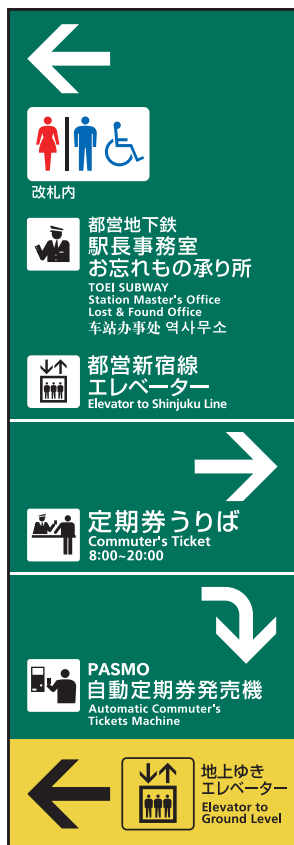 改札内
都営地下鉄
駅長事務室
お忘れもの承り所
TOEI SUBWAY
Station Master's Office
Lost & Found Office
车站办事处 역사무소
都営新宿線
エレベーター
Elevator to Shinjuku Line
定期券うりば
Commuter's Ticket
8:00~20:00
PASMO
自動定期券発売機
Automatic Commuter's
Tickets Machine
地上ゆき
エレベーター
Elevator to
Ground Level